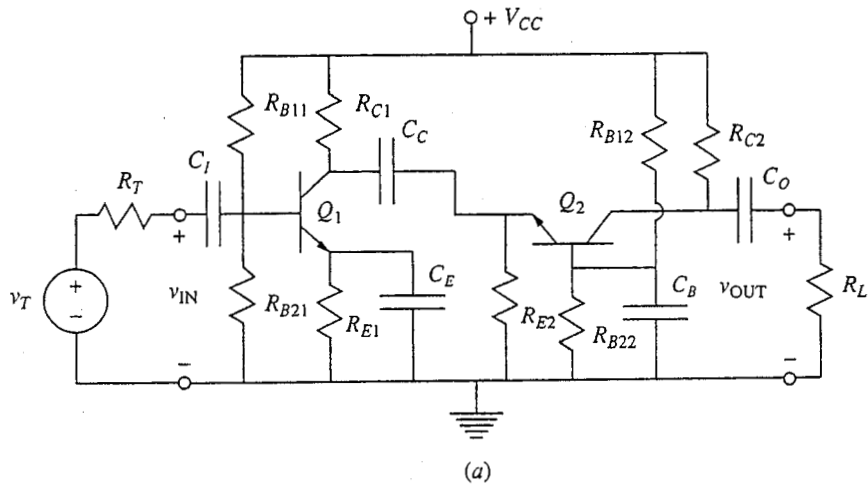 + V_CC
R_B11
R_C1
C_C
R_B12
R_C2
C_I
R_T
C_O
Q_1
Q_2
+
+
+
−
v_T
v_IN
R_B21
R_E1
C_E
R_E2
R_B22
C_B
v_OUT
R_L
−
−
(a)